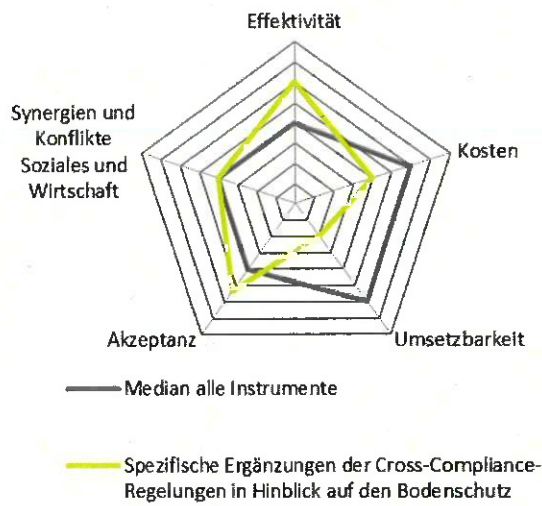 Effektivität
Synergien und
Konflikte
Soziales und
Wirtschaft
Kosten
Akzeptanz
Umsetzbarkeit
Median alle Instrumente
Spezifische Ergänzungen der Cross-Compliance-
Regelungen in Hinblick auf den Bodenschutz